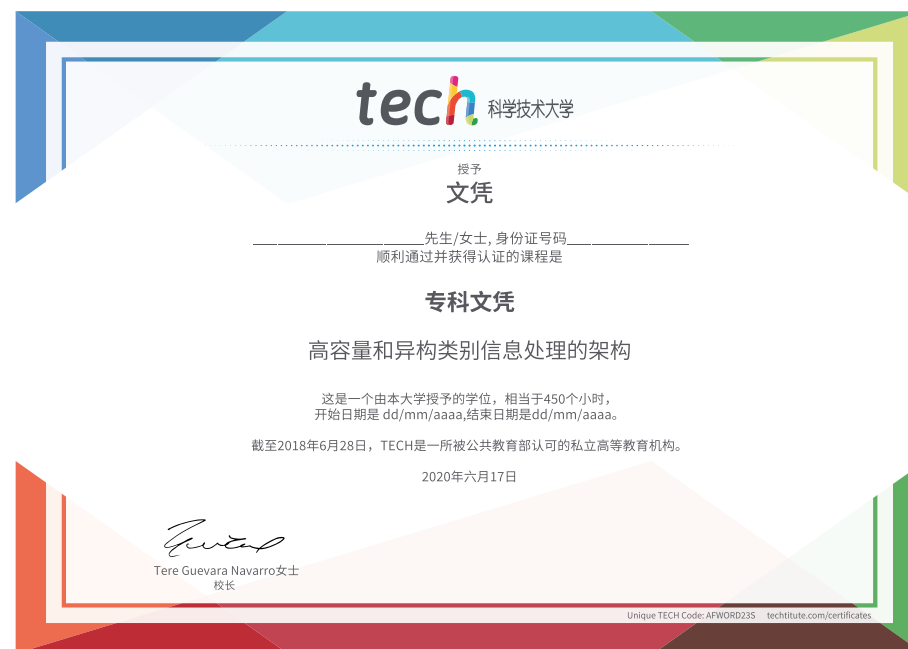 tech 科学技术大学
授予
文凭
____________________先生/女士, 身份证号码______________
顺利通过并获得认证的课程是
专科文凭
高容量和异构类别信息处理的架构
这是一个由本大学授予的学位，相当于450个小时，
开始日期是 dd/mm/aaaa,结束日期是dd/mm/aaaa。
截至2018年6月28日，TECH是一所被公共教育部认可的私立高等教育机构。
2020年六月17日
Tere Guevara Navarro女士
校长
Unique TECH Code: AFWORD23S techtitute.com/certificates